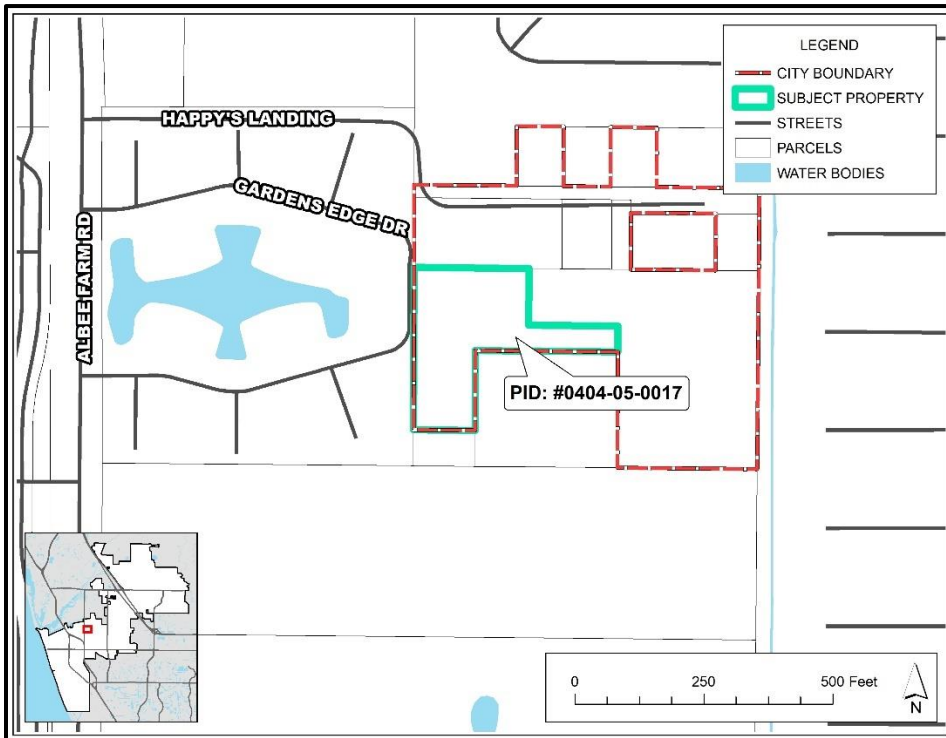 LEGEND
CITY BOUNDARY
SUBJECT PROPERTY
STREETS
PARCELS
WATER BODIES
HAPPY'S LANDING
GARDENS EDGE DR
ALBEE FARM RD
PID: #0404-05-0017
0 250 500 Feet
N